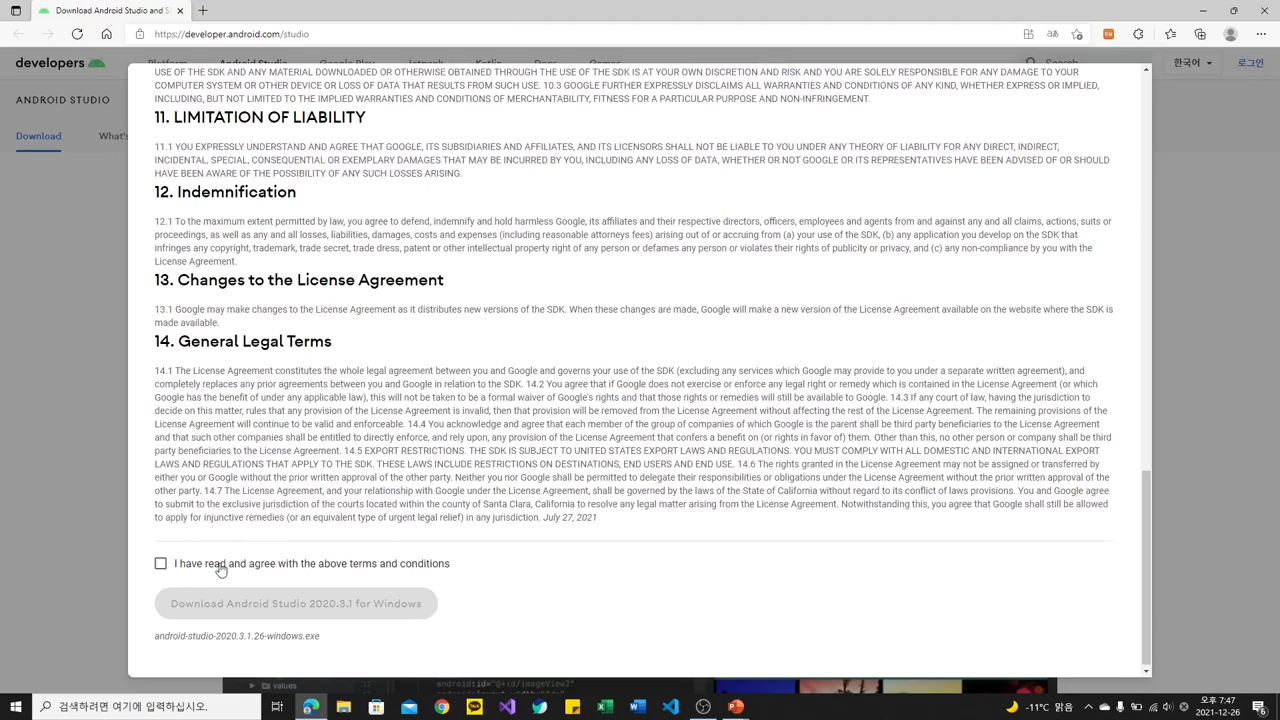 Android Studio and SDK tools
https://developer.android.com/studio
developers
한국어
로그인
ANDROID STUDIO
Download
What's
USE OF THE SDK AND ANY MATERIAL DOWNLOADED OR OTHERWISE OBTAINED THROUGH THE USE OF THE SDK IS AT YOUR OWN DISCRETION AND RISK AND YOU ARE SOLELY RESPONSIBLE FOR ANY DAMAGE TO YOUR
COMPUTER SYSTEM OR OTHER DEVICE OR LOSS OF DATA THAT RESULTS FROM SUCH USE. 10.3 GOOGLE FURTHER EXPRESSLY DISCLAIMS ALL WARRANTIES AND CONDITIONS OF ANY KIND, WHETHER EXPRESS OR IMPLIED,
INCLUDING, BUT NOT LIMITED TO THE IMPLIED WARRANTIES AND CONDITIONS OF MERCHANTABILITY, FITNESS FOR A PARTICULAR PURPOSE AND NON-INFRINGEMENT.
11. LIMITATION OF LIABILITY
11.1 YOU EXPRESSLY UNDERSTAND AND AGREE THAT GOOGLE, ITS SUBSIDIARIES AND AFFILIATES, AND ITS LICENSORS SHALL NOT BE LIABLE TO YOU UNDER ANY THEORY OF LIABILITY FOR ANY DIRECT, INDIRECT,
INCIDENTAL, SPECIAL, CONSEQUENTIAL OR EXEMPLARY DAMAGES THAT MAY BE INCURRED BY YOU, INCLUDING ANY LOSS OF DATA, WHETHER OR NOT GOOGLE OR ITS REPRESENTATIVES HAVE BEEN ADVISED OF OR SHOULD
HAVE BEEN AWARE OF THE POSSIBILITY OF ANY SUCH LOSSES ARISING.
12. Indemnification
12.1 To the maximum extent permitted by law, you agree to defend, indemnify and hold harmless Google, its affiliates and their respective directors, officers, employees and agents from and against any and all claims, actions, suits or
proceedings, as well as any and all losses, liabilities, damages, costs and expenses (including reasonable attorneys fees) arising out of or accruing from (a) your use of the SDK, (b) any application you develop on the SDK that
infringes any copyright, trademark, trade secret, trade dress, patent or other intellectual property right of any person or defames any person or violates their rights of publicity or privacy, and (c) any non-compliance by you with the
License Agreement.
13. Changes to the License Agreement
13.1 Google may make changes to the License Agreement as it distributes new versions of the SDK. When these changes are made, Google will make a new version of the License Agreement available on the website where the SDK is
made available.
14. General Legal Terms
14.1 The License Agreement constitutes the whole legal agreement between you and Google and governs your use of the SDK (excluding any services which Google may provide to you under a separate written agreement), and
completely replaces any prior agreements between you and Google in relation to the SDK. 14.2 You agree that if Google does not exercise or enforce any legal right or remedy which is contained in the License Agreement (or which
Google has the benefit of under any applicable law), this will not be taken to be a formal waiver of Google's rights and that those rights or remedies will still be available to Google. 14.3 If any court of law, having the jurisdiction to
decide on this matter, rules that any provision of the License Agreement is invalid, then that provision will be removed from the License Agreement without affecting the rest of the License Agreement. The remaining provisions of the
License Agreement will continue to be valid and enforceable. 14.4 You acknowledge and agree that each member of the group of companies of which Google is the parent shall be third party beneficiaries to the License Agreement
and that such other companies shall be entitled to directly enforce, and rely upon, any provision of the License Agreement that confers a benefit on (or rights in favor of) them. Other than this, no other person or company shall be third
party beneficiaries to the License Agreement. 14.5 EXPORT RESTRICTIONS. THE SDK IS SUBJECT TO UNITED STATES EXPORT LAWS AND REGULATIONS. YOU MUST COMPLY WITH ALL DOMESTIC AND INTERNATIONAL EXPORT
LAWS AND REGULATIONS THAT APPLY TO THE SDK. THESE LAWS INCLUDE RESTRICTIONS ON DESTINATIONS, END USERS AND END USE. 14.6 The rights granted in the License Agreement may not be assigned or transferred by
either you or Google without the prior written approval of the other party. Neither you nor Google shall be permitted to delegate their responsibilities or obligations under the License Agreement without the prior written approval of the
other party. 14.7 The License Agreement, and your relationship with Google under the License Agreement, shall be governed by the laws of the State of California without regard to its conflict of laws provisions. You and Google agree
to submit to the exclusive jurisdiction of the courts located within the county of Santa Clara, California to resolve any legal matter arising from the License Agreement. Notwithstanding this, you agree that Google shall still be allowed
to apply for injunctive remedies (or an equivalent type of urgent legal relief) in any jurisdiction. July 27, 2021
I have read and agree with the above terms and conditions
Download Android Studio 2020.3.1 for Windows
android-studio-2020.3.1.26-windows.exe
values
12
android:id="@+id/imageView2"
검색하려면 여기에 입력하십시오.
-11°C 맑음
오후 7:47
2021-12-26